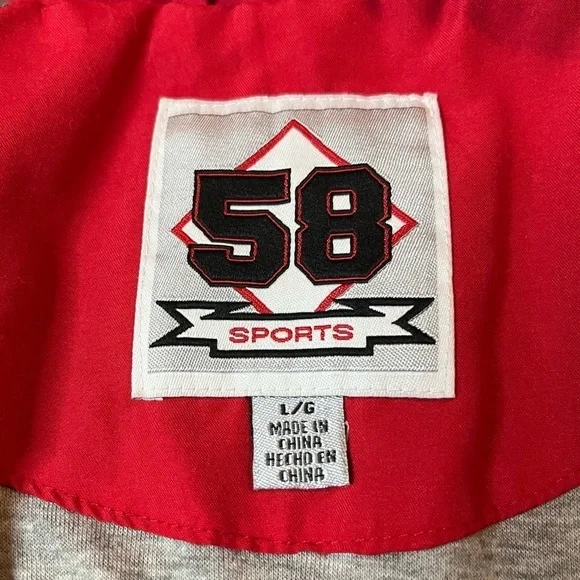 58
SPORTS
L/G
MADE IN
CHINA
HECHO EN
CHINA